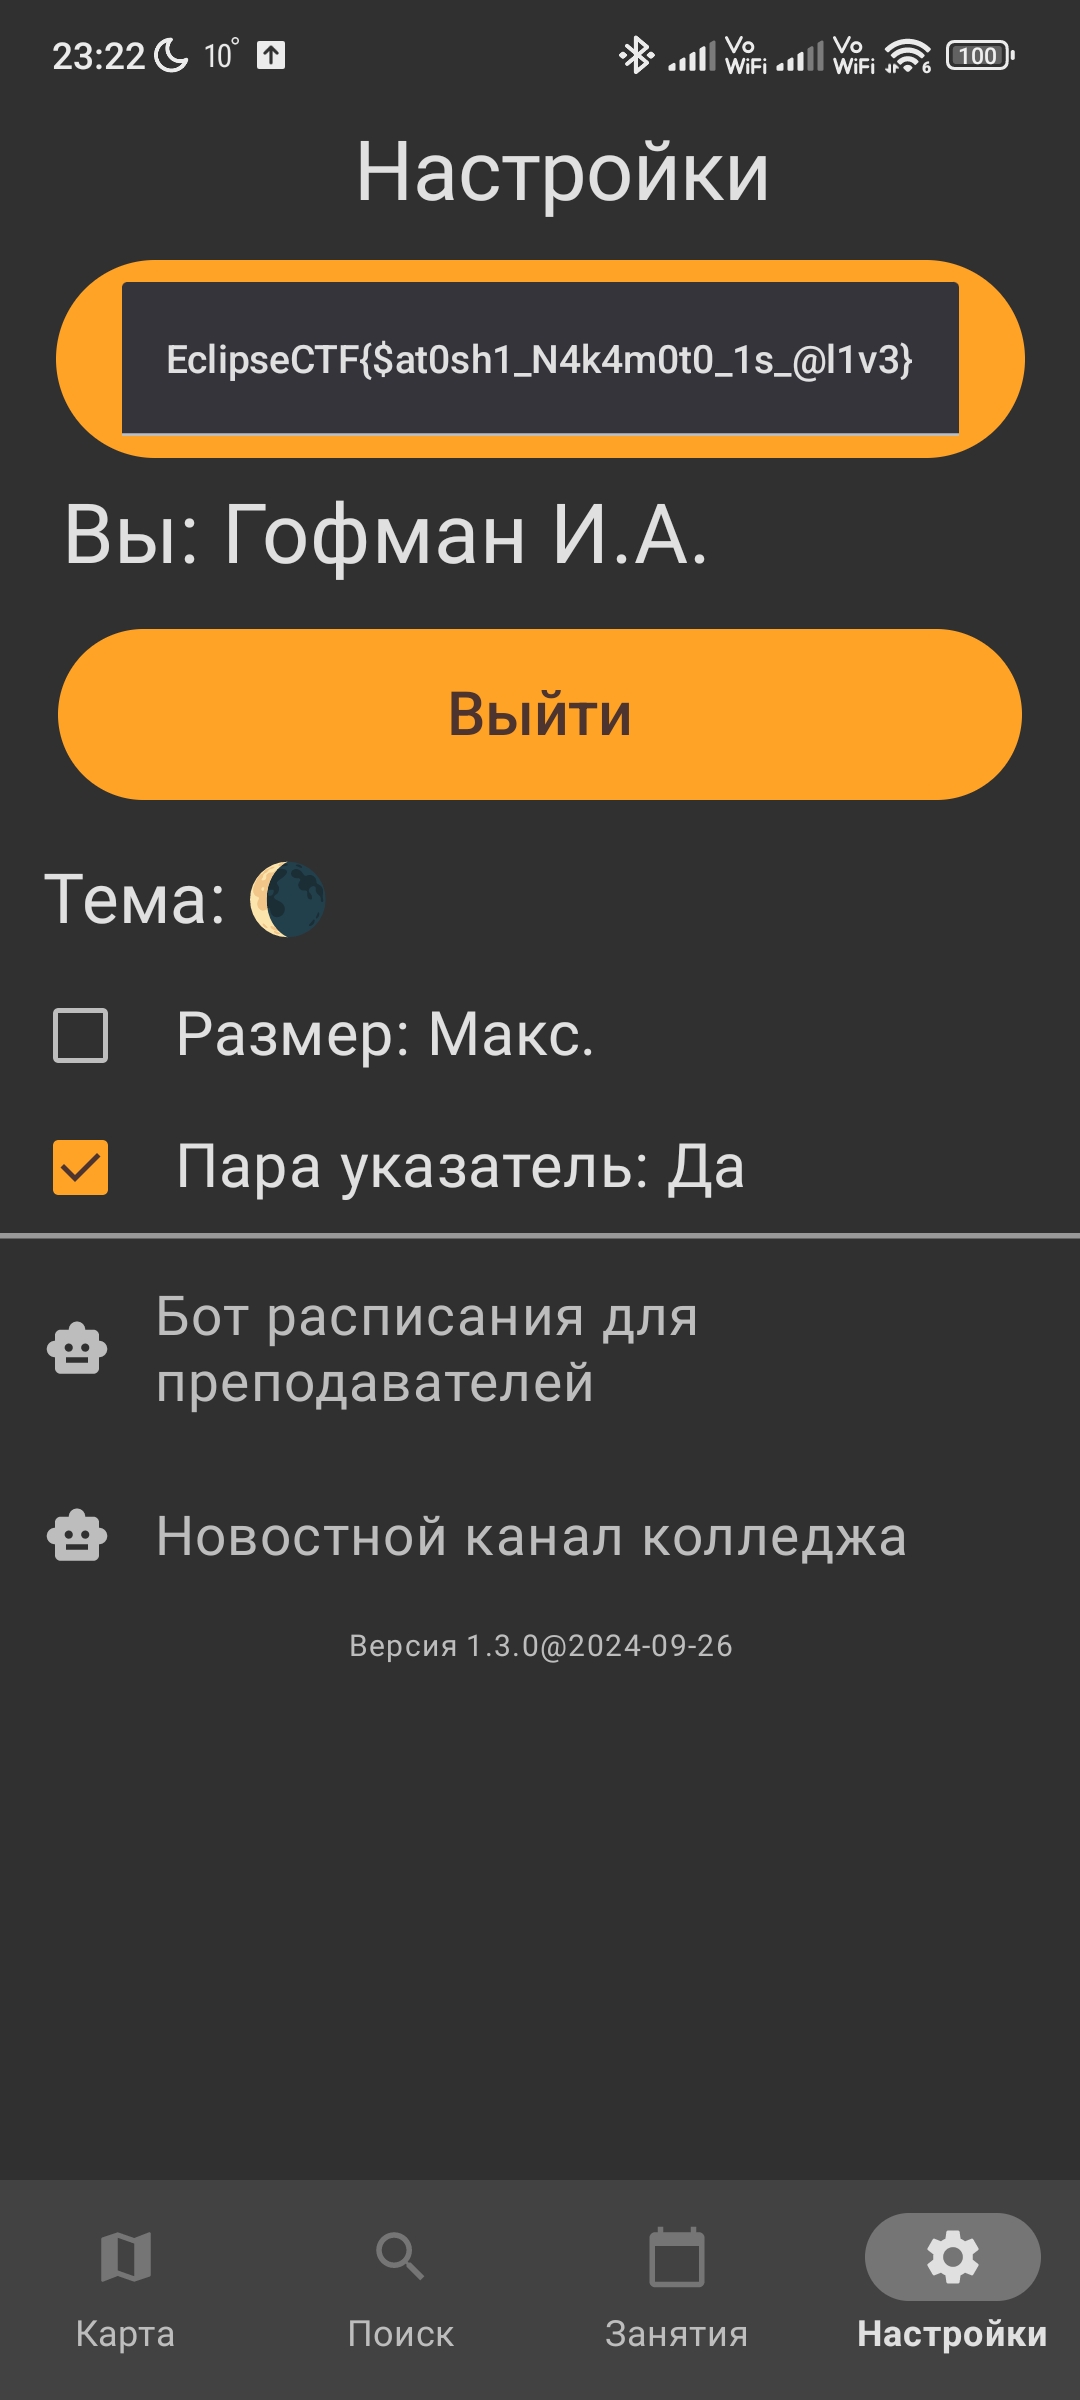 23:22 10°
Vo WiFi Vo WiFi 6 100
Настройки
EclipseCTF{$at0sh1_N4k4m0t0_1s_@l1v3}
Вы: Гофман И.А.
Выйти
Тема:
Размер: Макс.
Пара указатель: Да
Бот расписания для
преподавателей
Новостной канал колледжа
Версия 1.3.0@2024-09-26
Карта Поиск Занятия Настройки